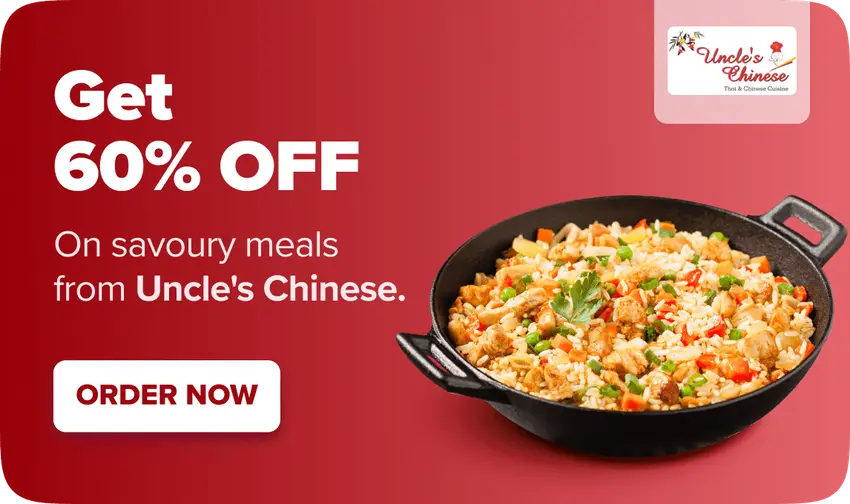 Get
60% OFF
On savoury meals
from Uncle's Chinese.
ORDER NOW
Uncle's
Chinese
Thai & Chinese Cuisine